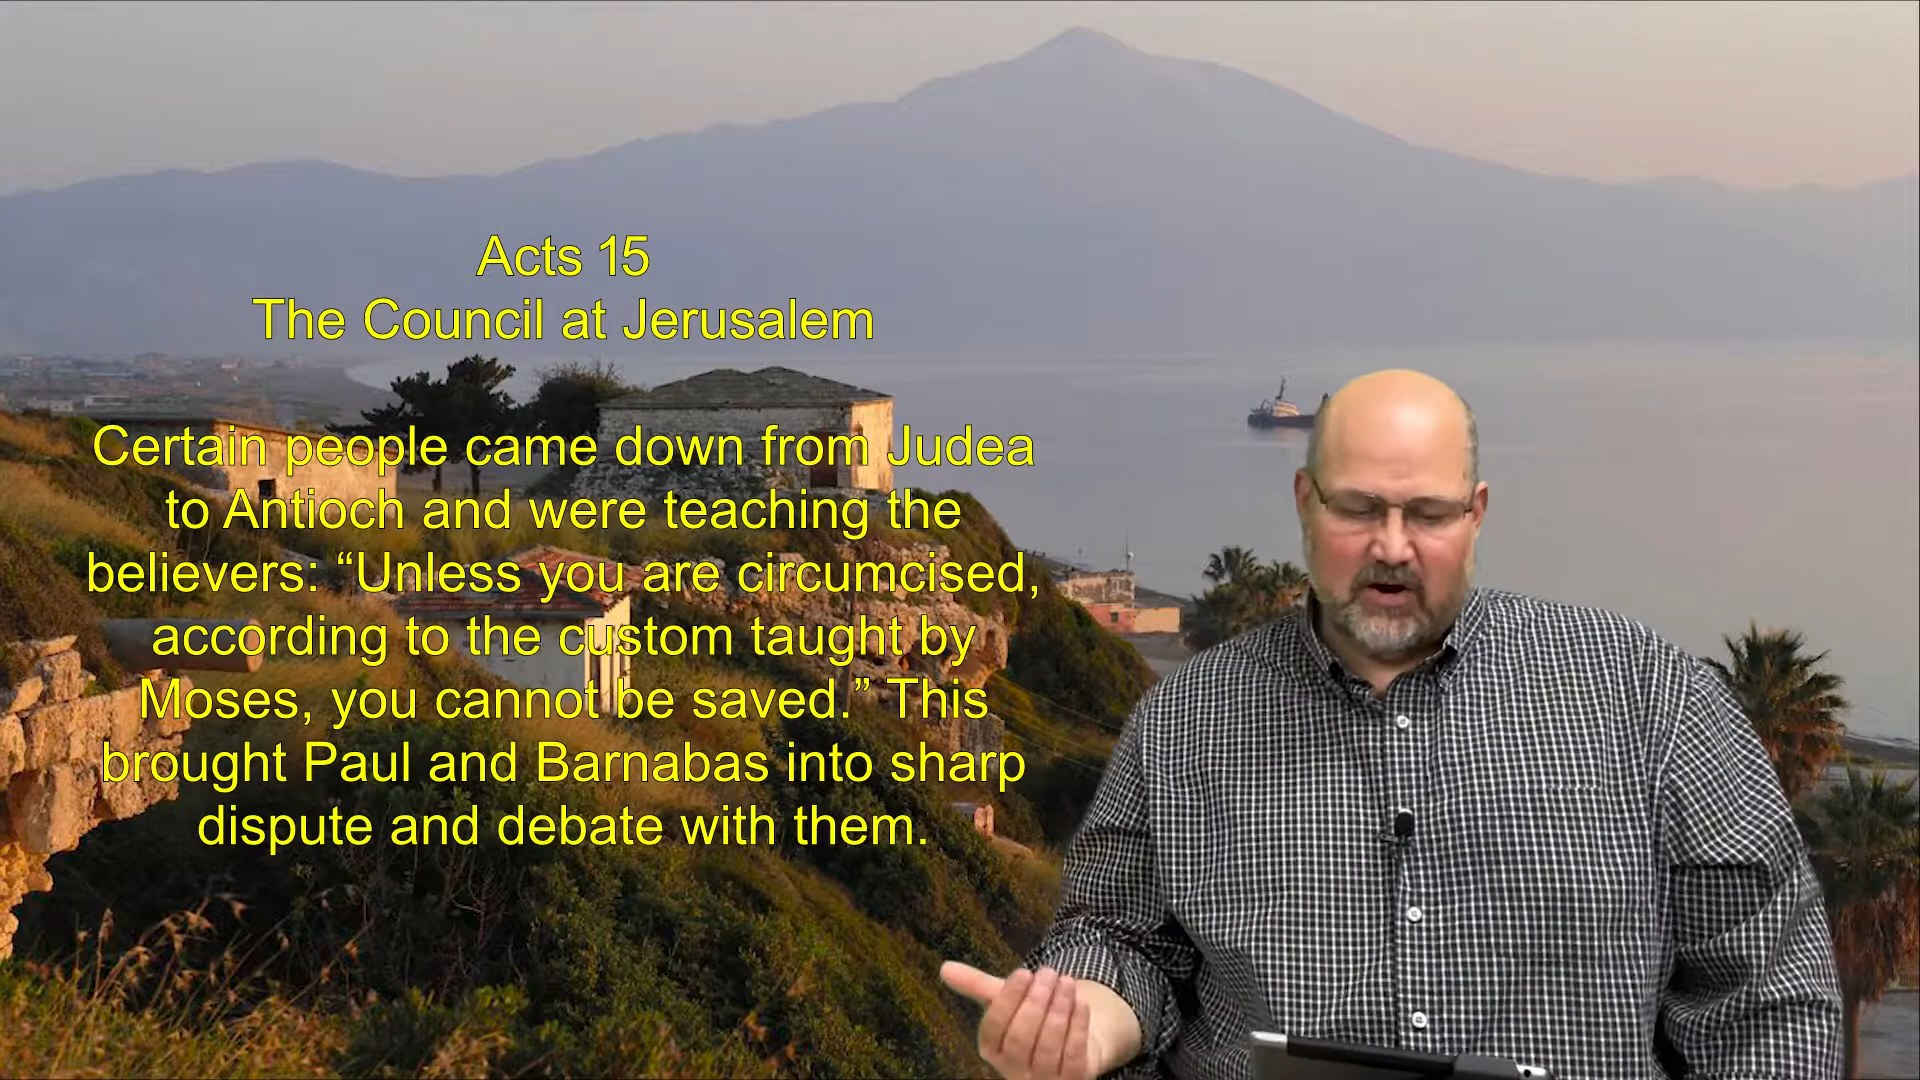 Acts 15
The Council at Jerusalem
Certain people came down from Judea
to Antioch and were teaching the
believers: “Unless you are circumcised,
according to the custom taught by
Moses, you cannot be saved.” This
brought Paul and Barnabas into sharp
dispute and debate with them.